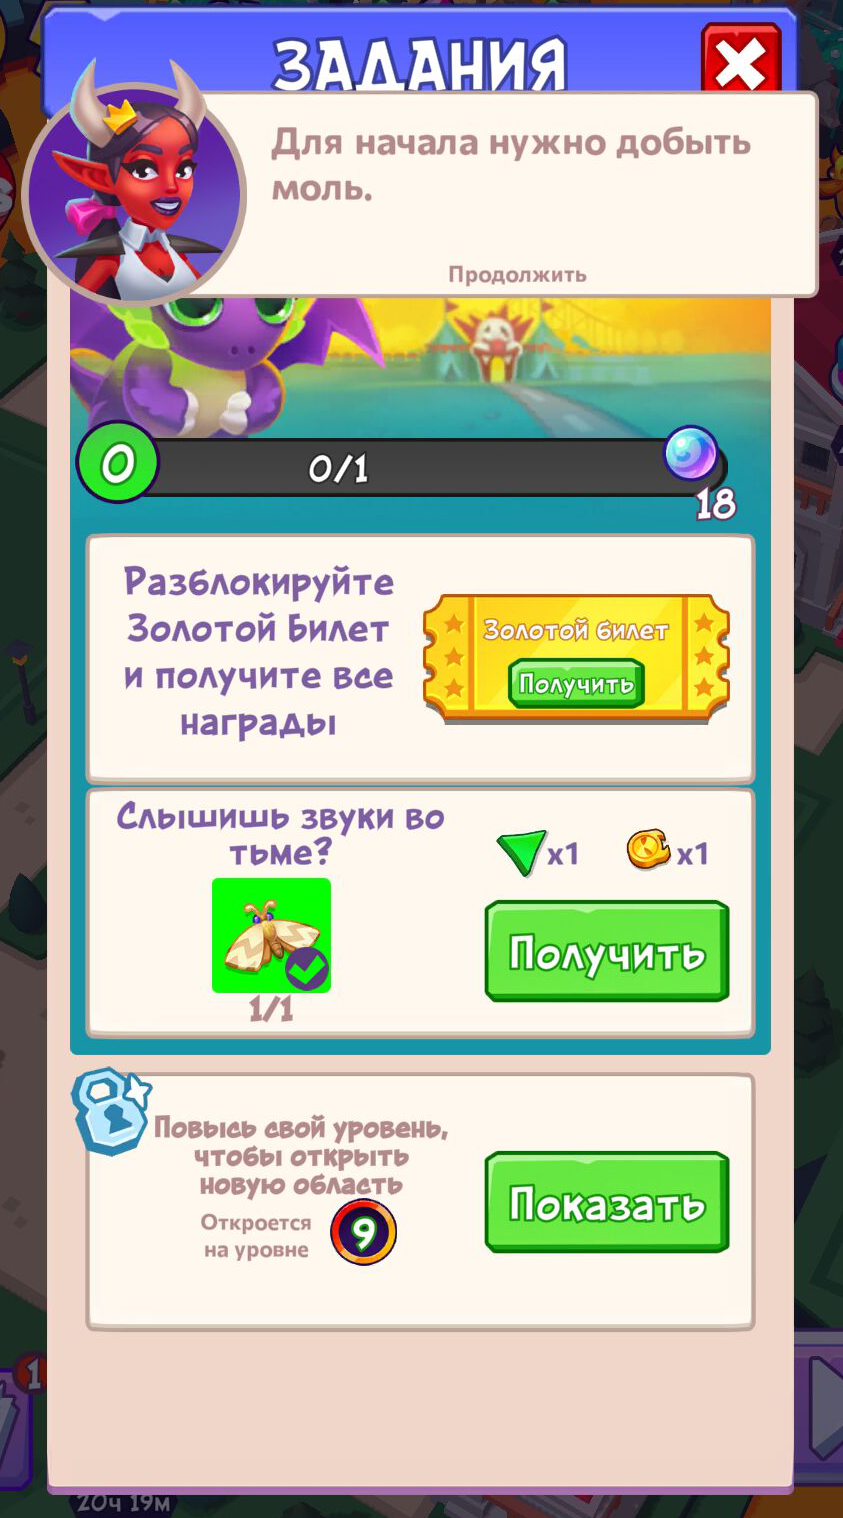 ЗАДАНИЯ
Для начала нужно добыть
моль.
Продолжить
0
0/1
18
Разблокируйте
Золотой Билет
и получите все
награды
Золотой билет
Получить
Слышишь звуки во
тьме?
x1
x1
Получить
1/1
Повысь свой уровень,
чтобы открыть
новую область
Откроется
на уровне
9
Показать
1
20ч 19м